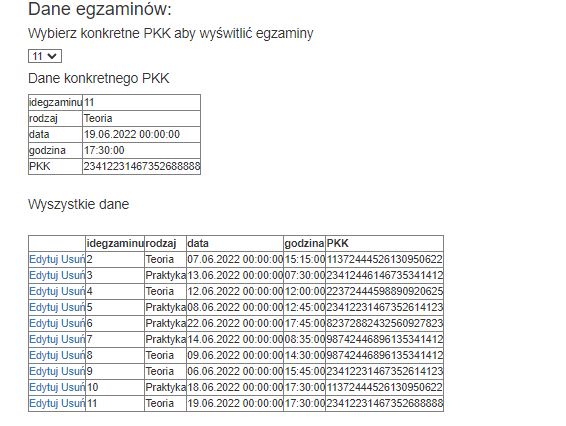 Dane egzaminów:
Wybierz konkretne PKK aby wyświtlić egzaminy
11
Dane konkretnego PKK
idegzaminu 11
rodzaj Teoria
data 19.06.2022 00:00:00
godzina 17:30:00
PKK 23412231467352688888
Wyszystkie dane
idegzaminu rodzaj data godzina PKK
Edytuj Usuń 2 Teoria 07.06.2022 00:00:00 15:15:00 11372444526130950622
Edytuj Usuń 3 Praktyka 13.06.2022 00:00:00 07:30:00 23412446146735341412
Edytuj Usuń 4 Teoria 12.06.2022 00:00:00 12:00:00 22372444598890920625
Edytuj Usuń 5 Praktyka 08.06.2022 00:00:00 12:45:00 23412231467352614123
Edytuj Usuń 6 Praktyka 22.06.2022 00:00:00 17:45:00 82372882432560927823
Edytuj Usuń 7 Praktyka 14.06.2022 00:00:00 08:35:00 98742446896135341412
Edytuj Usuń 8 Teoria 09.06.2022 00:00:00 14:30:00 98742446896135341412
Edytuj Usuń 9 Teoria 06.06.2022 00:00:00 15:45:00 23412231467352614123
Edytuj Usuń 10 Praktyka 18.06.2022 00:00:00 17:30:00 11372444526130950622
Edytuj Usuń 11 Teoria 19.06.2022 00:00:00 17:30:00 23412231467352688888